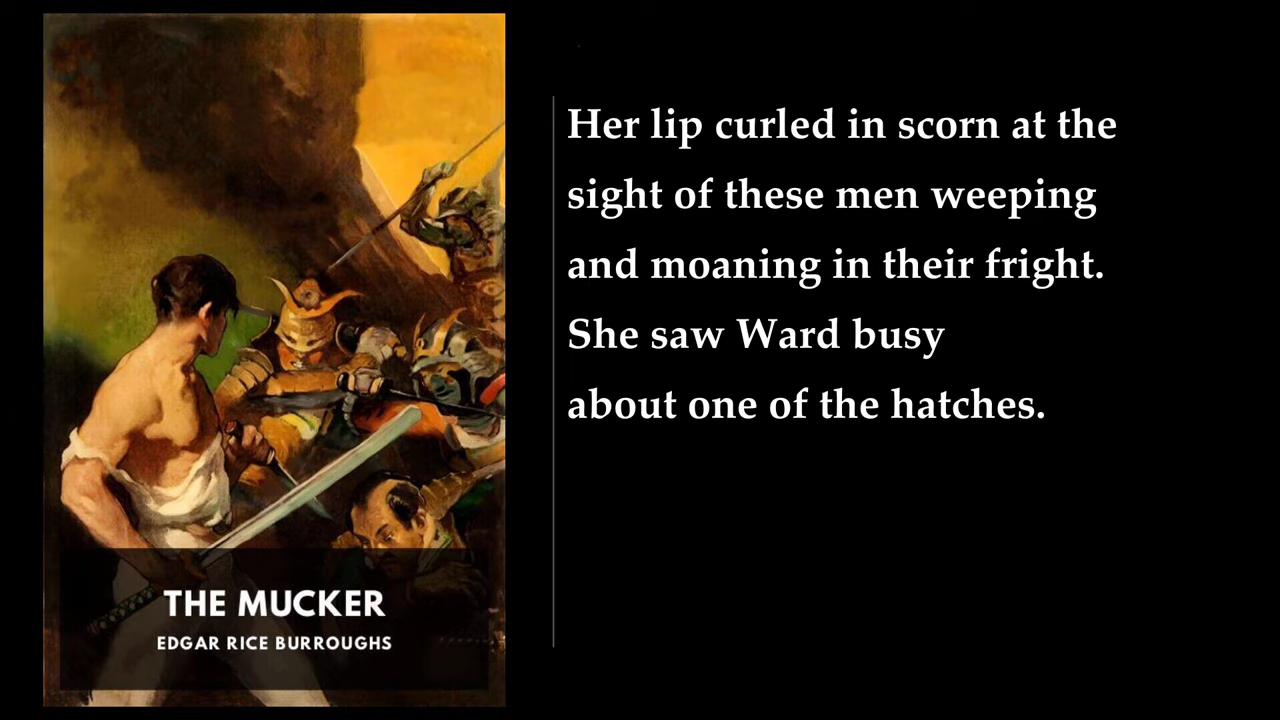 THE MUCKER
EDGAR RICE BURROUGHS
Her lip curled in scorn at the
sight of these men weeping
and moaning in their fright.
She saw Ward busy
about one of the hatches.